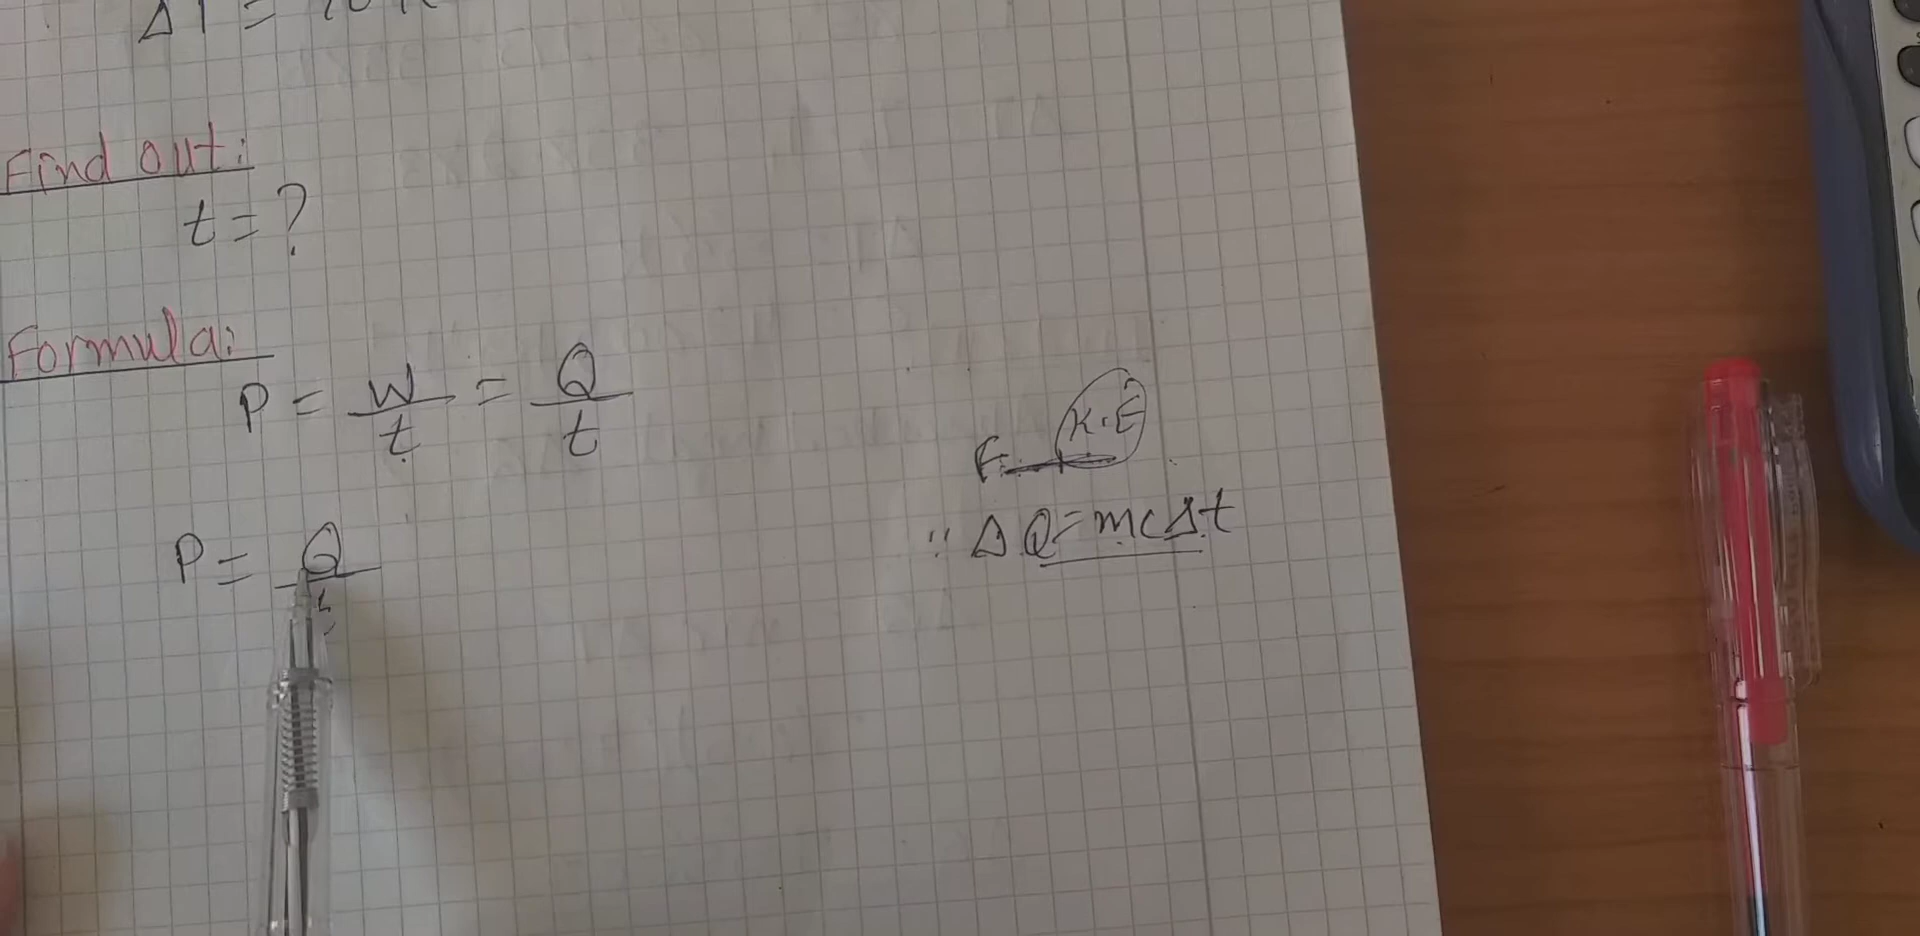 Find out:
t = ?
Formula:
P = W/t = Q/t
K.E
P = Q/t
∵ ΔQ = mcΔt